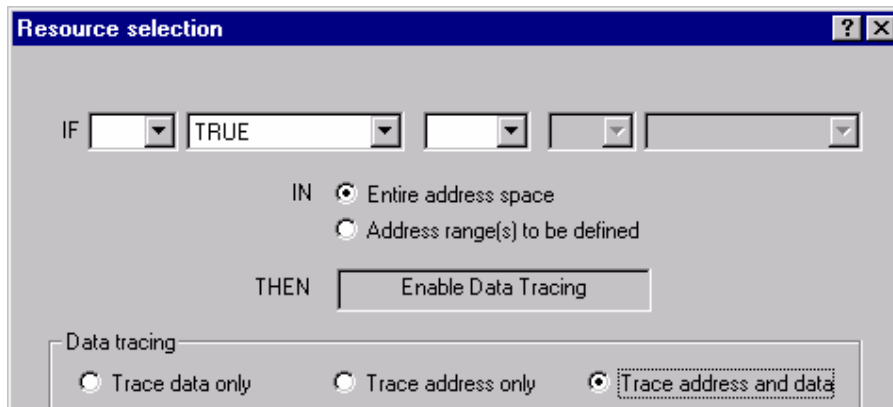 Resource selection
IF TRUE
IN Entire address space
Address range(s) to be defined
THEN Enable Data Tracing
Data tracing
Trace data only Trace address only Trace address and data